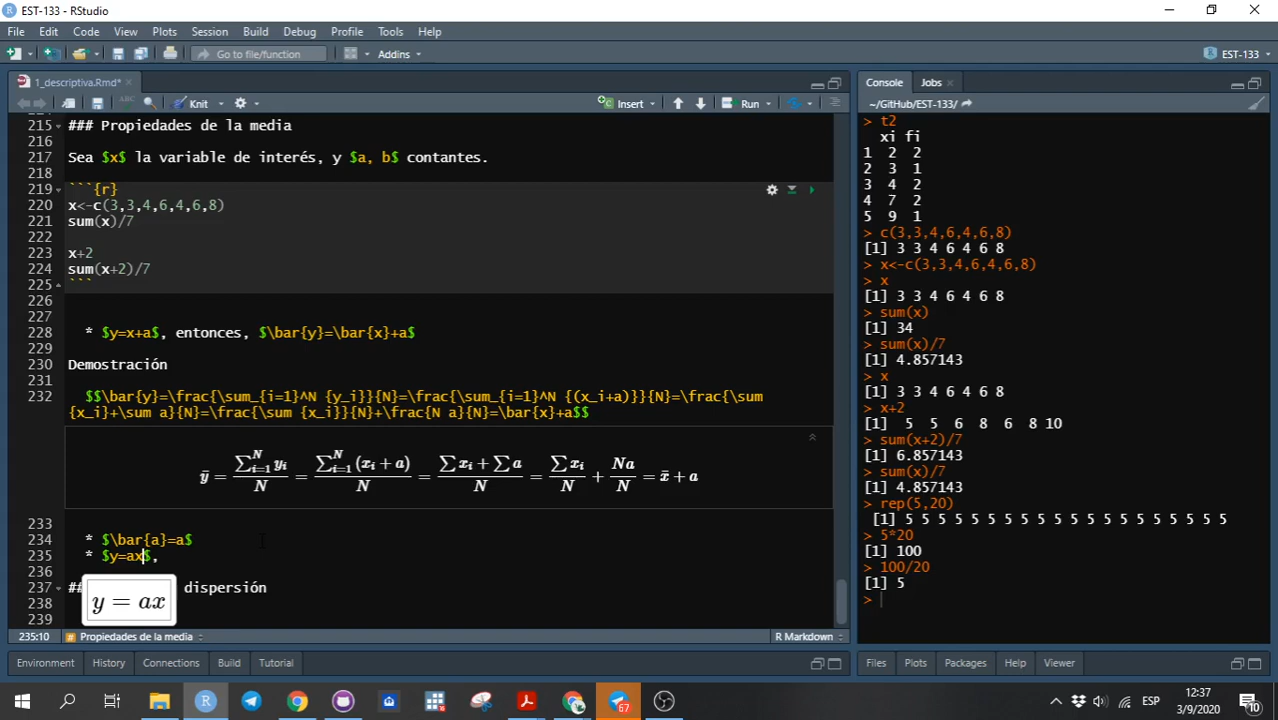 EST-133 - RStudio
File Edit Code View Plots Session Build Debug Profile Tools Help
Go to file/function Addins EST-133
1_descriptiva.Rmd*
ABC Knit Insert Run
215 ### Propiedades de la media
216
217 Sea $x$ la variable de interés, y $a, b$ contantes.
218
219 ```{r}
220 x<-c(3,3,4,6,4,6,8)
221 sum(x)/7
222
223 x+2
224 sum(x+2)/7
225 ```
226
227
228 * $y=x+a$, entonces, $\bar{y}=\bar{x}+a$
229
230 Demostración
231
232 $$\bar{y}=\frac{\sum_{i=1}^N {y_i}}{N}=\frac{\sum_{i=1}^N {(x_i+a)}}{N}=\frac{\sum
{x_i}+\sum a}{N}=\frac{\sum {x_i}}{N}+\frac{N a}{N}=\bar{x}+a$$
ȳ = ∑_{i=1}^N y_i / N = ∑_{i=1}^N (x_i + a) / N = ∑ x_i + ∑ a / N = ∑ x_i / N + Na / N = x̄ + a
233
234 * $\bar{a}=a$
235 * $y=ax$,
236
237 ## dispersión
y = ax
238
239
235:10 # Propiedades de la media R Markdown
Environment History Connections Build Tutorial
Console Jobs
~/GitHub/EST-133/
> t2
xi fi
1 2 2
2 3 1
3 4 2
4 7 2
5 9 1
> c(3,3,4,6,4,6,8)
[1] 3 3 4 6 4 6 8
> x<-c(3,3,4,6,4,6,8)
> x
[1] 3 3 4 6 4 6 8
> sum(x)
[1] 34
> sum(x)/7
[1] 4.857143
> x
[1] 3 3 4 6 4 6 8
> x+2
[1] 5 5 6 8 6 8 10
> sum(x+2)/7
[1] 6.857143
> sum(x)/7
[1] 4.857143
> rep(5,20)
[1] 5 5 5 5 5 5 5 5 5 5 5 5 5 5 5 5 5 5 5 5
> 5*20
[1] 100
> 100/20
[1] 5
>
Files Plots Packages Help Viewer
67
ESP
12:37
3/9/2020
10